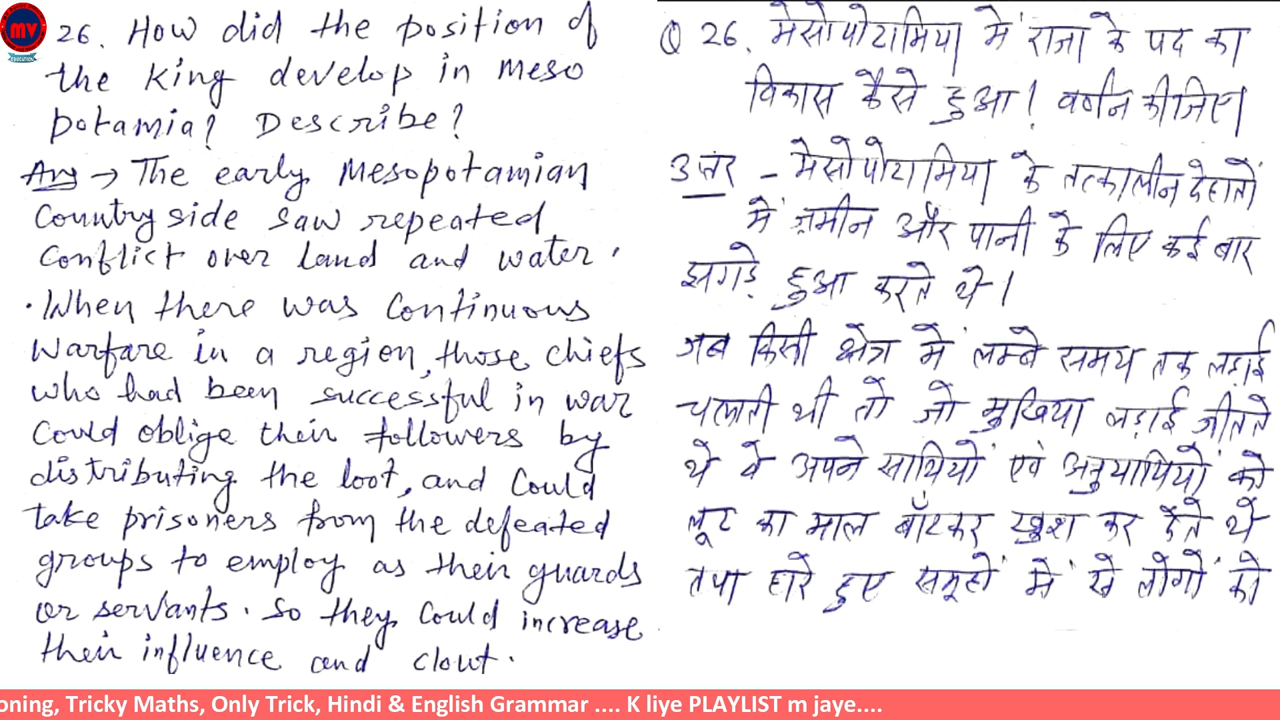 mv
EDUCATION
26. How did the position of
the King develop in Meso
potamia? Describe?
Ans → The early Mesopotamian
Countryside saw repeated
Conflict over land and water.
• When there was Continuous
Warfare in a region, those chiefs
who had been successful in war
Could oblige their followers by
distributing the loot, and Could
take prisoners from the defeated
groups to employ as their guards
or servants. So they Could increase
their influence and clout.
Q 26. मेसोपोटामिया में राजा के पद का
विकास कैसे हुआ? वर्णन कीजिए।
उत्तर - मेसोपोटामिया के तत्कालीन देहातों
में ज़मीन और पानी के लिए कई बार
झगड़े हुआ करते थे।
जब किसी क्षेत्र में लम्बे समय तक लड़ाई
चलती थी तो जो मुखिया लड़ाई जीतते
थे वे अपने साथियों एवं अनुयायियों को
लूट का माल बाँटकर खुश कर देते थे
तथा हारे हुए समूहों में से लोगों को
oning, Tricky Maths, Only Trick, Hindi & English Grammar .... K liye PLAYLIST m jaye....